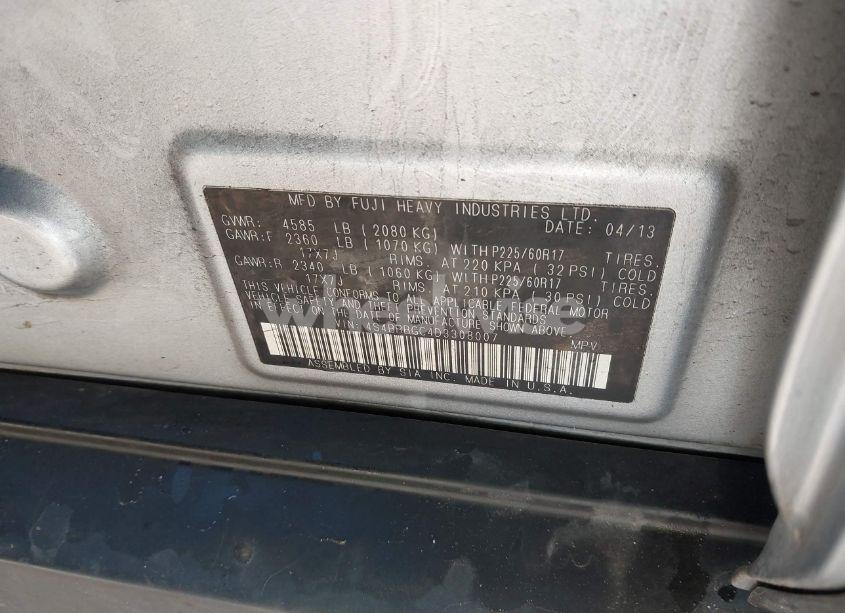 MFD BY FUJI HEAVY INDUSTRIES LTD.
GVWR: 4585 LB (2080 KG) DATE: 04/13
GAWR:F 2360 LB (1070 KG) WITH P225/60R17 TIRES.
17X7J RIMS AT 220 KPA (32 PSI) COLD
GAWR:R 2340 LB (1060 KG) WITH P225/60R17 TIRES.
17X7J RIMS AT 210 KPA (30 PSI) COLD
THIS VEHICLE CONFORMS TO ALL APPLICABLE FEDERAL MOTOR
VEHICLE SAFETY AND THEFT PREVENTION STANDARDS
IN EFFECT ON THE DATE OF MANUFACTURE SHOWN ABOVE.
VIN: MPV
ASSEMBLED BY SIA INC. MADE IN U.S.A.